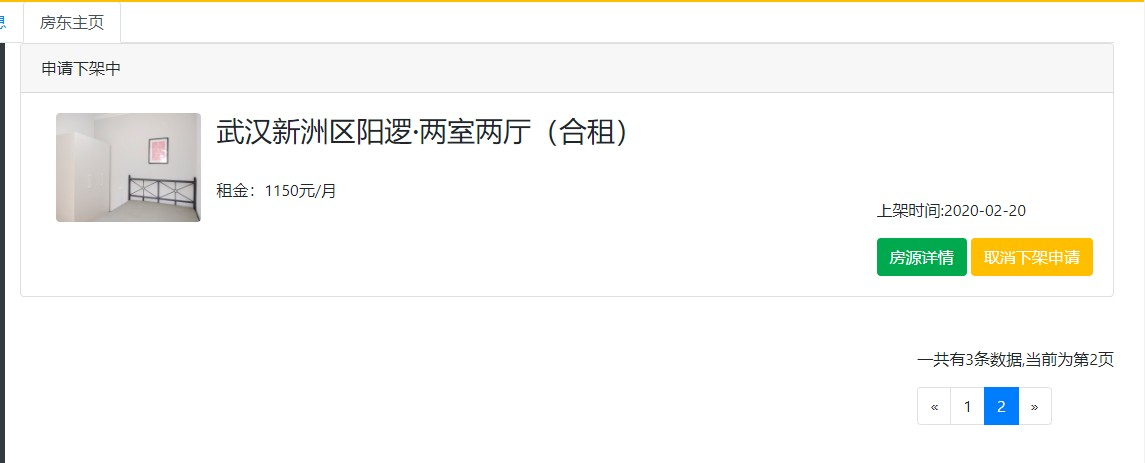 息
房东主页
申请下架中
武汉新洲区阳逻·两室两厅（合租）
租金：1150元/月
上架时间:2020-02-20
房源详情 取消下架申请
一共有3条数据,当前为第2页
« 1 2 »